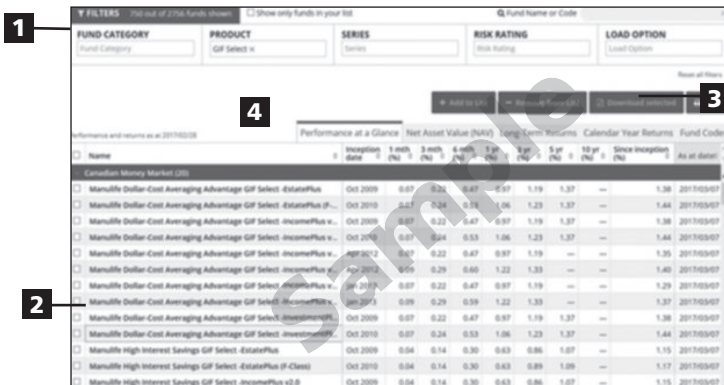 FILTERS 750 out of 2756 funds shown Show only funds in your list Fund Name or Code
1
FUND CATEGORY PRODUCT SERIES RISK RATING LOAD OPTION
Fund Category GIF Select × Series Risk Rating Load Option
Reset all filters
4 3
+ Add to List − Remove from List Download selected
Performance and returns as at 2017/02/28
Performance at a Glance Net Asset Value (NAV) Long-Term Returns Calendar Year Returns Fund Code
Name Inception date 1 mth (%) 3 mth (%) 6 mth (%) 1 yr (%) 3 yr (%) 5 yr (%) 10 yr (%) Since inception (%) As at date
Canadian Money Market (20)
Manulife Dollar-Cost Averaging Advantage GIF Select -EstatePlus Oct 2009 0.07 0.22 0.47 0.97 1.19 1.37 — 1.38 2017/03/07
Manulife Dollar-Cost Averaging Advantage GIF Select -EstatePlus (F-... Oct 2010 0.07 0.24 0.53 1.06 1.23 1.37 — 1.44 2017/03/07
Manulife Dollar-Cost Averaging Advantage GIF Select -IncomePlus v... Oct 2009 0.07 0.22 0.47 0.97 1.19 1.37 — 1.38 2017/03/07
Manulife Dollar-Cost Averaging Advantage GIF Select -IncomePlus v... Oct 2010 0.07 0.24 0.53 1.06 1.23 1.37 — 1.44 2017/03/07
Manulife Dollar-Cost Averaging Advantage GIF Select -IncomePlus v... Apr 2012 0.07 0.22 0.47 0.97 1.19 — — 1.35 2017/03/07
Manulife Dollar-Cost Averaging Advantage GIF Select -IncomePlus v... Apr 2012 0.09 0.29 0.60 1.22 1.33 — — 1.40 2017/03/07
Manulife Dollar-Cost Averaging Advantage GIF Select -IncomePlus v... 2013 0.07 0.22 0.47 0.97 1.19 — — 1.29 2017/03/07
2
Manulife Dollar-Cost Averaging Advantage GIF Select -IncomePlus v... 0.09 0.29 0.59 1.22 1.33 — — 1.37 2017/03/07
Manulife Dollar-Cost Averaging Advantage GIF Select -InvestmentPl... Oct 2009 0.07 0.22 0.47 0.97 1.19 1.37 — 1.38 2017/03/07
Manulife Dollar-Cost Averaging Advantage GIF Select -InvestmentPl... Oct 2010 0.07 0.24 0.53 1.06 1.23 1.37 — 1.44 2017/03/07
Manulife High Interest Savings GIF Select -EstatePlus Oct 2009 0.04 0.14 0.30 0.63 0.86 1.07 — 1.15 2017/03/07
Manulife High Interest Savings GIF Select -EstatePlus (F-Class) Oct 2010 0.04 0.14 0.30 0.63 0.89 1.09 — 1.17 2017/03/07
Manulife High Interest Savings GIF Select -IncomePlus v2.0 Oct 2009 0.04 0.14 0.30 0.63 0.86 1.07 — 1.15 2017/03/07
Sample